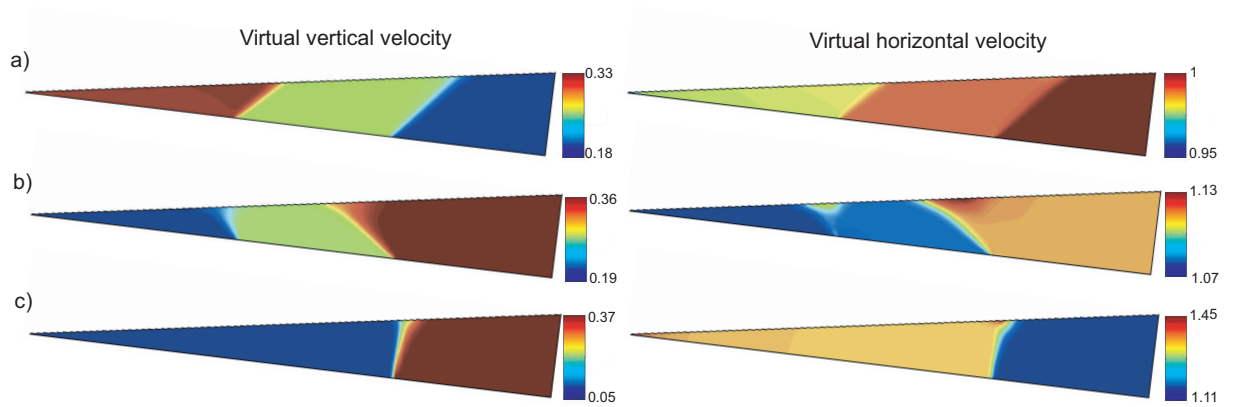 Virtual vertical velocity
Virtual horizontal velocity
a)
0.33
0.18
1
0.95
b)
0.36
0.19
1.13
1.07
c)
0.37
0.05
1.45
1.11